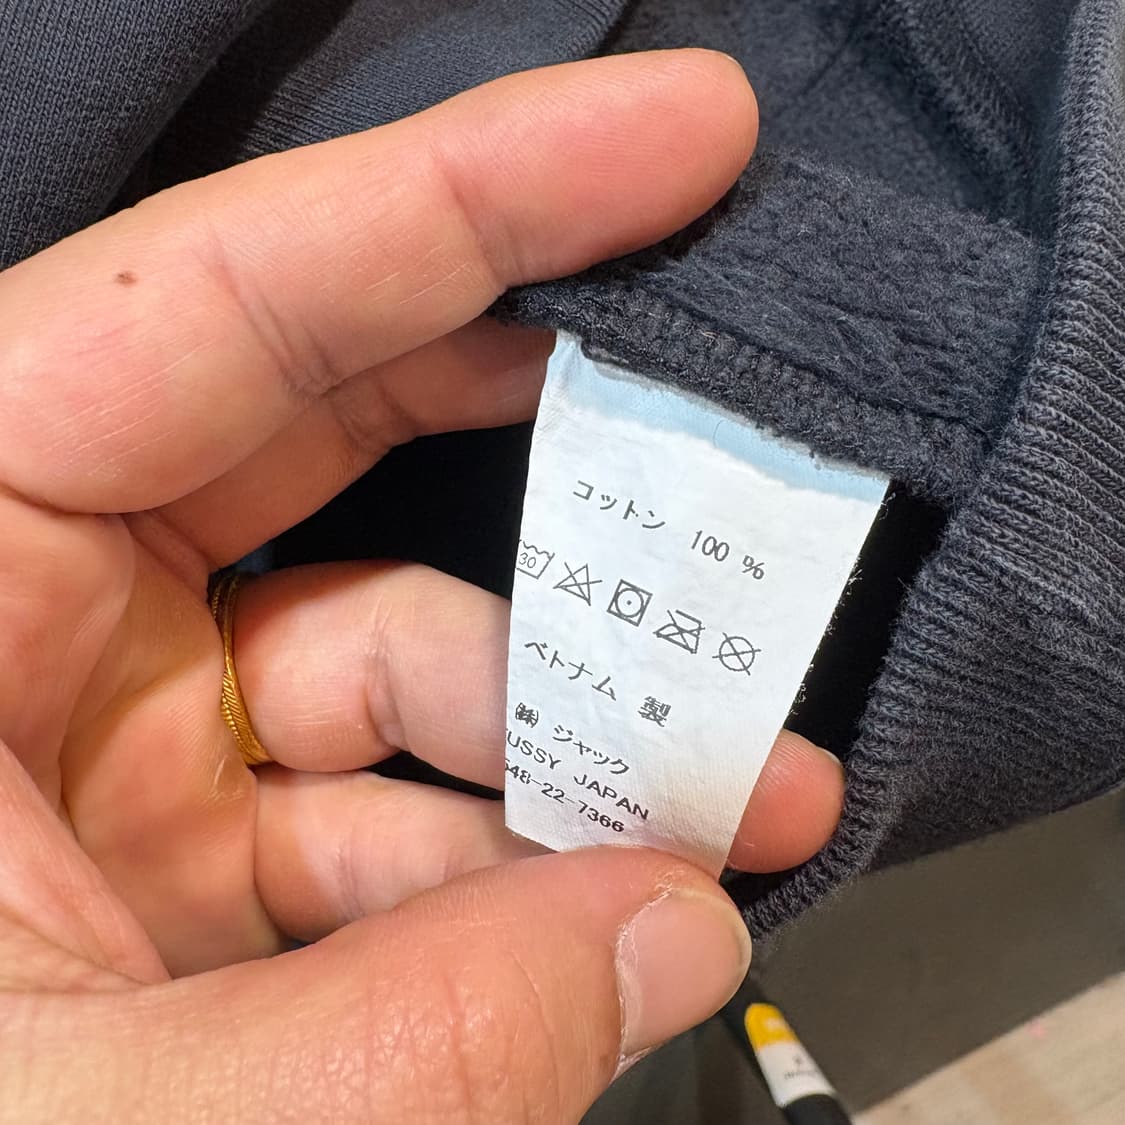 コットン 100 %
30
ベトナム 製
㈱ ジャック
USSY JAPAN
548-22-7366